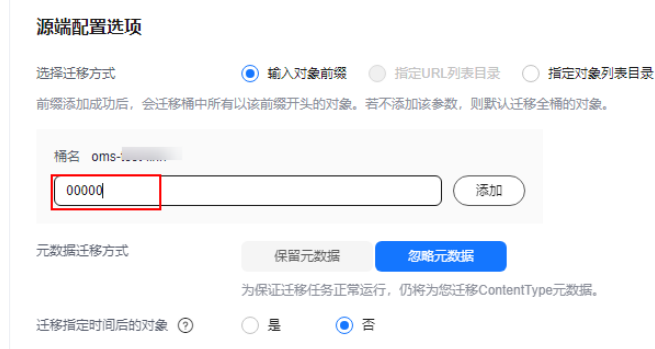 源端配置选项
选择迁移方式 输入对象前缀 指定URL列表目录 指定对象列表目录
前缀添加成功后，会迁移桶中所有以该前缀开头的对象。若不添加该参数，则默认迁移全桶的对象。
桶名 oms-
00000 添加
元数据迁移方式 保留元数据 忽略元数据
为保证迁移任务正常运行，仍将为您迁移ContentType元数据。
迁移指定时间后的对象 ? 是 否